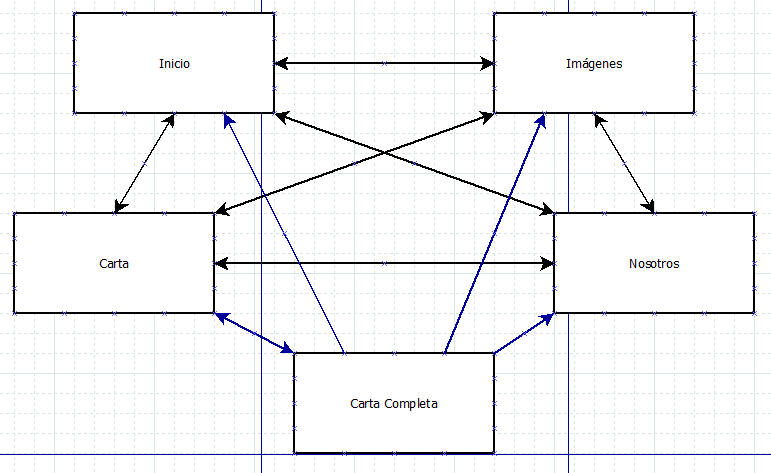 Inicio
Imágenes
Carta
Nosotros
Carta Completa